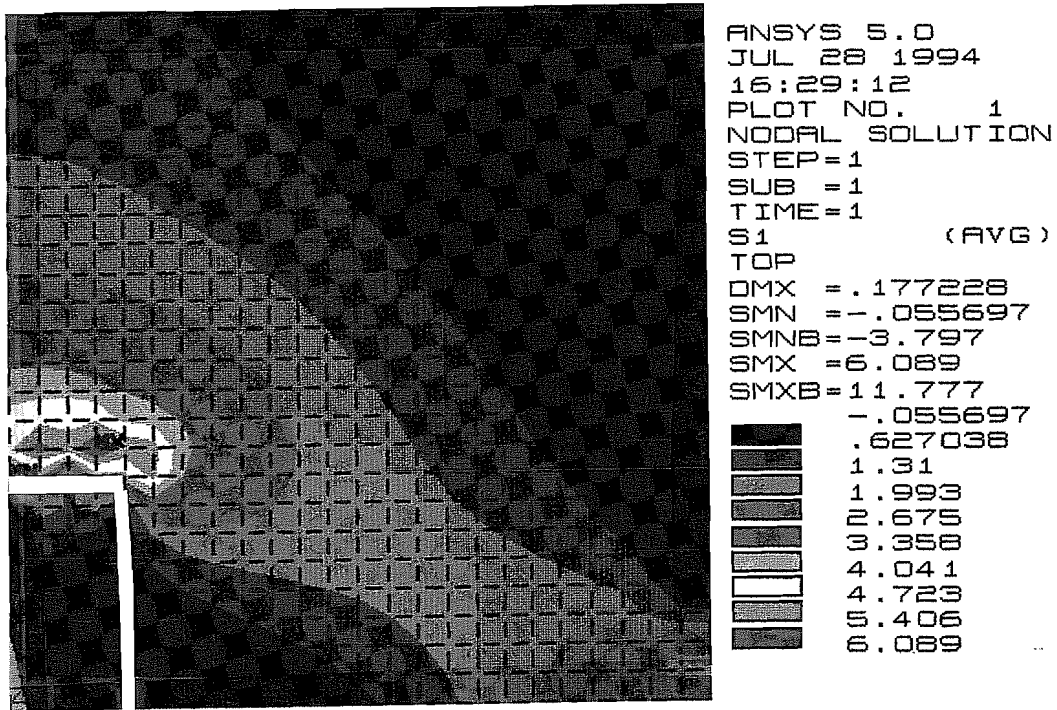 ANSYS 5.0
JUL 28 1994
16:29:12
PLOT NO. 1
NODAL SOLUTION
STEP=1
SUB =1
TIME=1
S1 (AVG)
TOP
DMX =.177228
SMN =-.055697
SMNB=-3.797
SMX =6.089
SMXB=11.777
-.055697
.627038
1.31
1.993
2.675
3.358
4.041
4.723
5.406
6.089